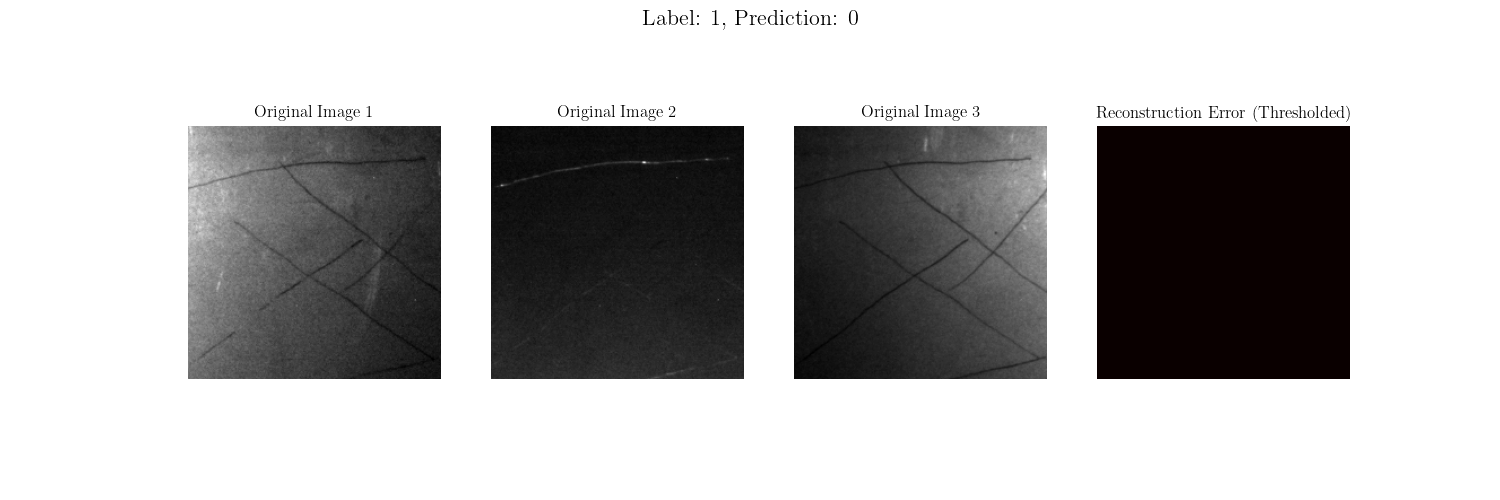 Label: 1, Prediction: 0
Original Image 1
Original Image 2
Original Image 3
Reconstruction Error (Thresholded)